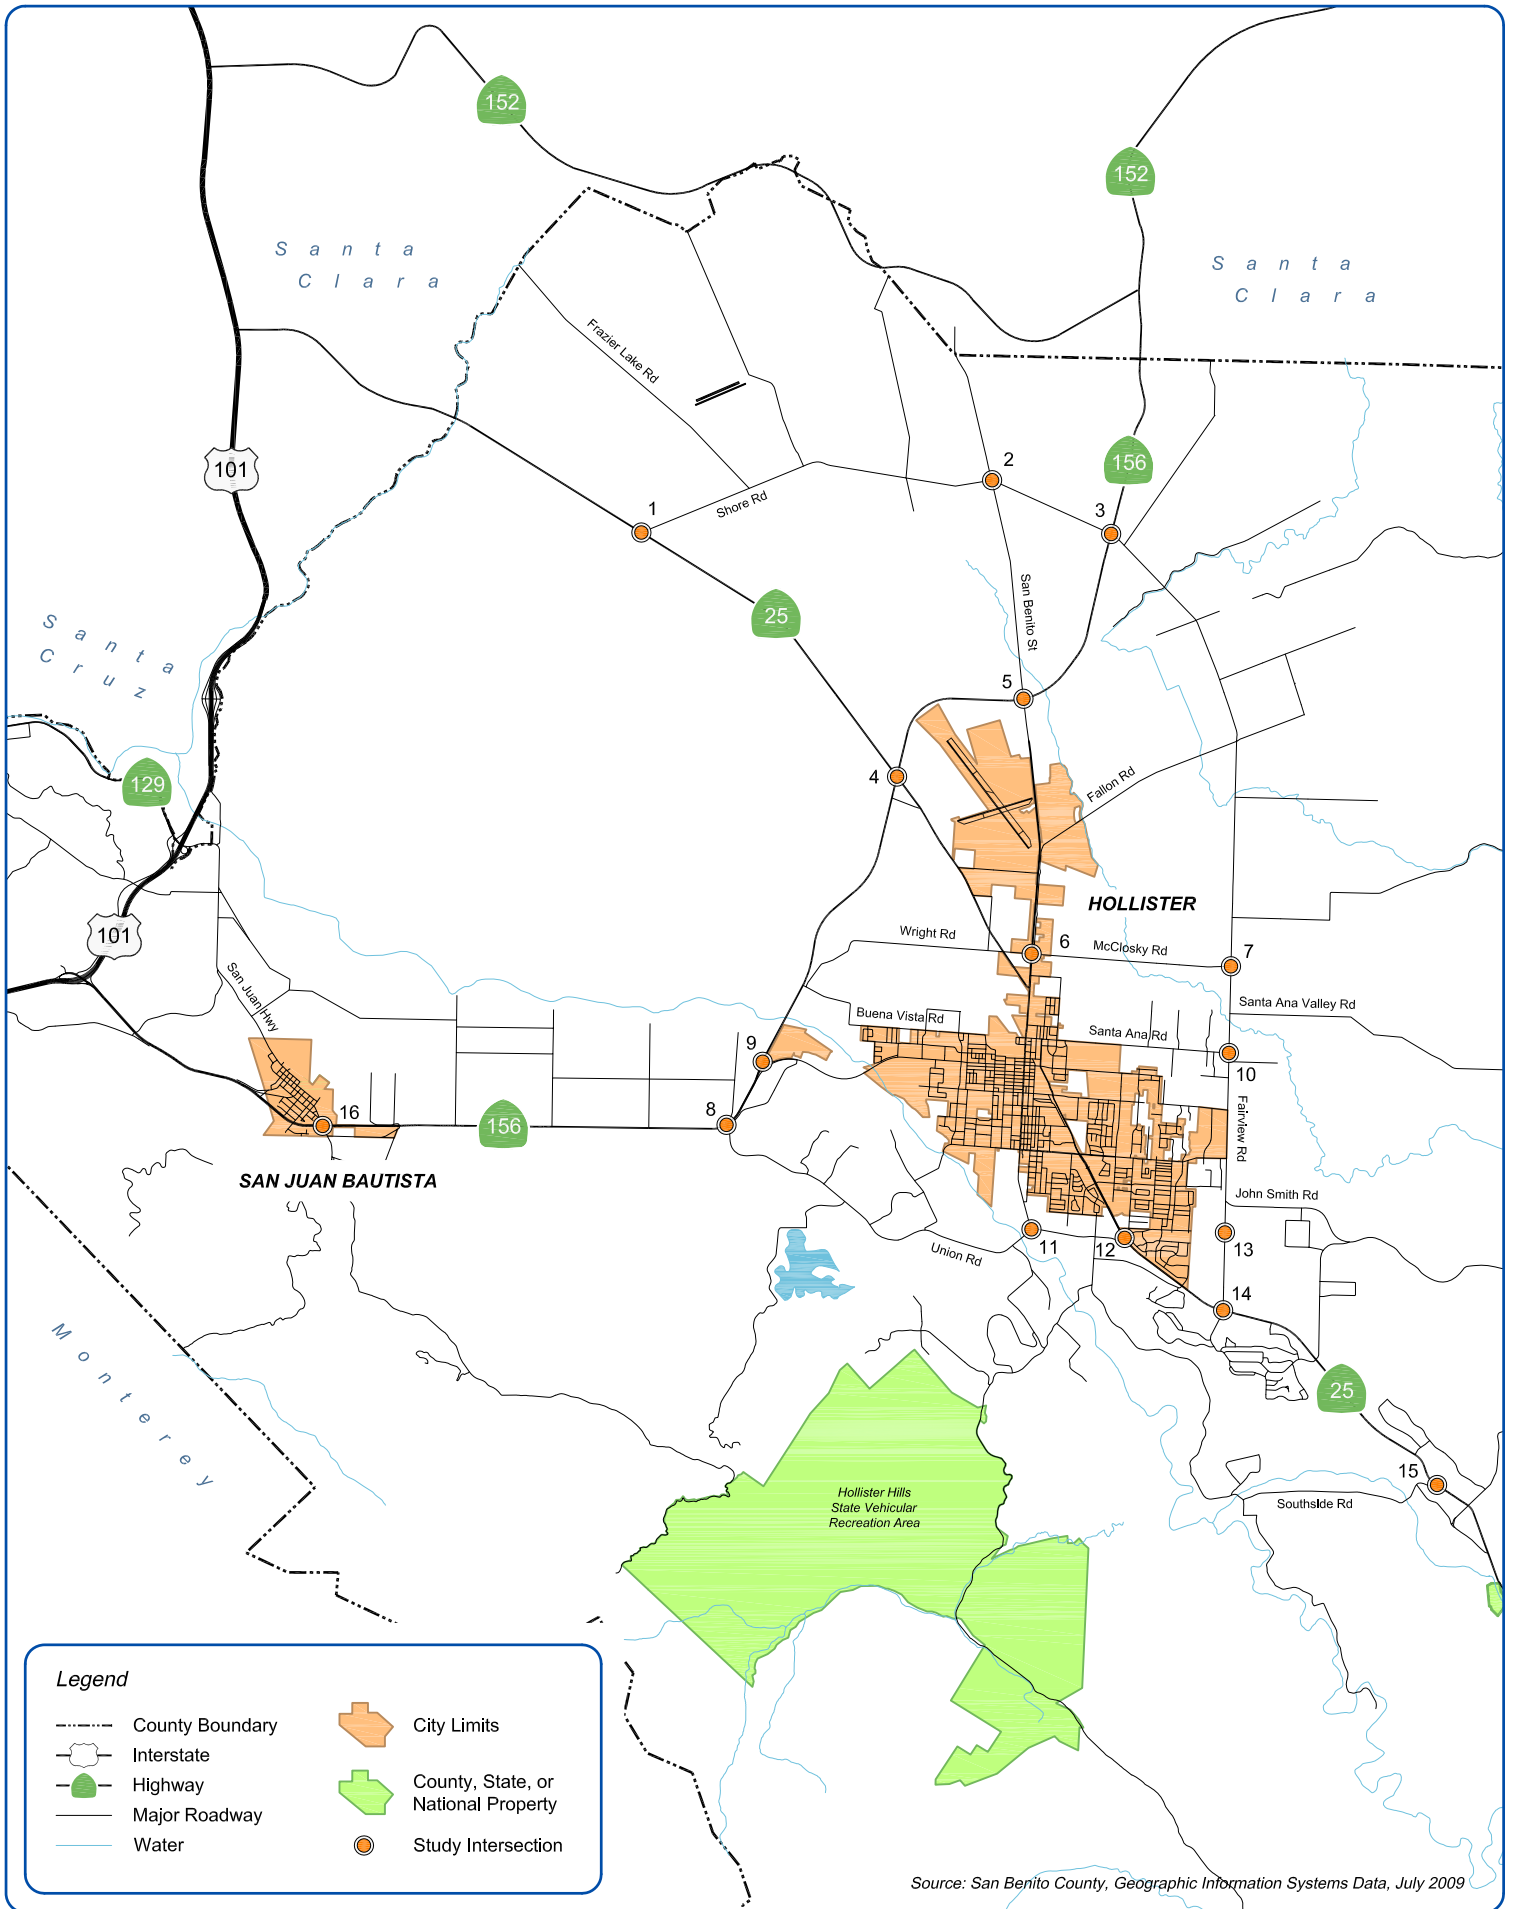 152
152
Santa
Clara
Santa
Clara
Frazier Lake Rd
101
156
2
1
Shore Rd
3
25
San Benito St
Santa
Cruz
5
4
129
Fallon Rd
HOLLISTER
101
Wright Rd
6
McClosky Rd
7
San Juan Hwy
Santa Ana Valley Rd
Buena Vista Rd
Santa Ana Rd
9
10
8
16
156
Fairview Rd
SAN JUAN BAUTISTA
John Smith Rd
Union Rd
11
12
13
14
Monterey
25
15
Hollister Hills
State Vehicular
Recreation Area
Southside Rd
Legend
County Boundary
Interstate
Highway
Major Roadway
Water
City Limits
County, State, or
National Property
Study Intersection
Source: San Benito County, Geographic Information Systems Data, July 2009